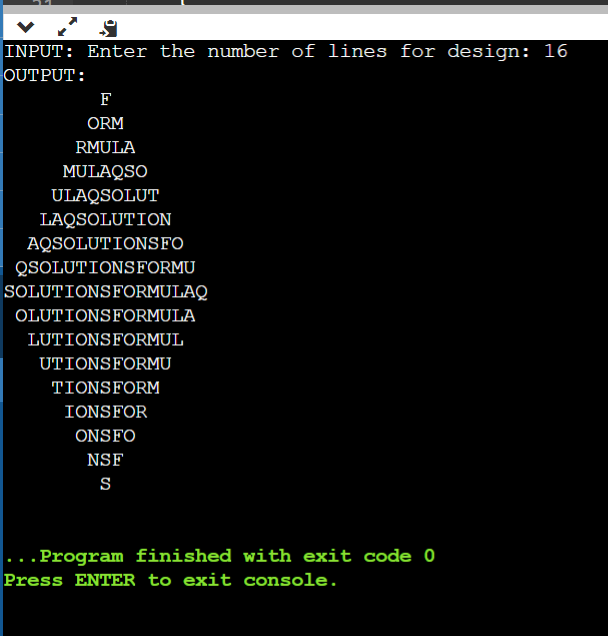 INPUT: Enter the number of lines for design: 16
OUTPUT:
F
ORM
RMULA
MULAQSO
ULAQSOLUT
LAQSOLUTION
AQSOLUTIONSFO
QSOLUTIONSFORMU
SOLUTIONSFORMULAQ
OLUTIONSFORMULA
LUTIONSFORMUL
UTIONSFORMU
TIONSFORM
IONSFOR
ONSFO
NSF
S
...Program finished with exit code 0
Press ENTER to exit console.